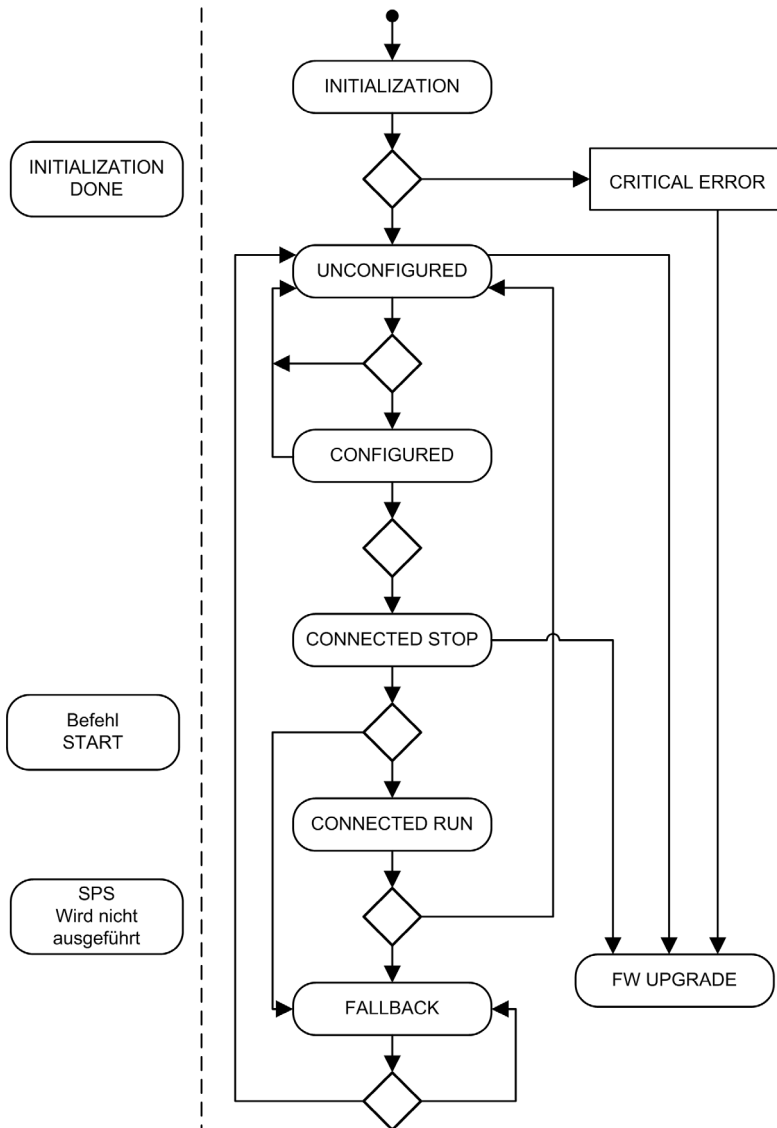 INITIALIZATION
INITIALIZATION
DONE
CRITICAL ERROR
UNCONFIGURED
CONFIGURED
CONNECTED STOP
Befehl
START
CONNECTED RUN
SPS
Wird nicht
ausgeführt
FW UPGRADE
FALLBACK